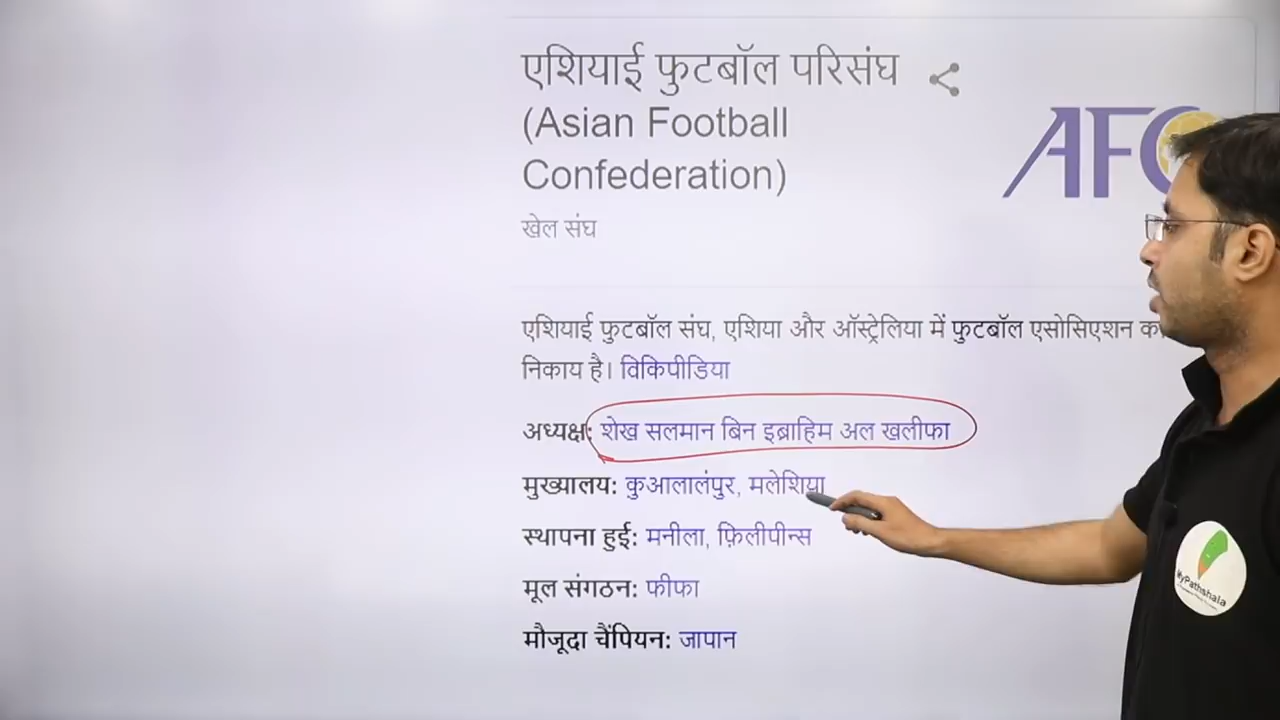 एशियाई फुटबॉल परिसंघ
(Asian Football
Confederation)
AFC
खेल संघ
एशियाई फुटबॉल संघ, एशिया और ऑस्ट्रेलिया में फुटबॉल एसोसिएशन
निकाय है। विकिपीडिया
अध्यक्ष: शेख सलमान बिन इब्राहिम अल खलीफा
मुख्यालय: कुआलालंपुर, मलेशिया
स्थापना हुई: मनीला, फ़िलीपीन्स
मूल संगठन: फीफा
मौजूदा चैंपियन: जापान
MyPathshala